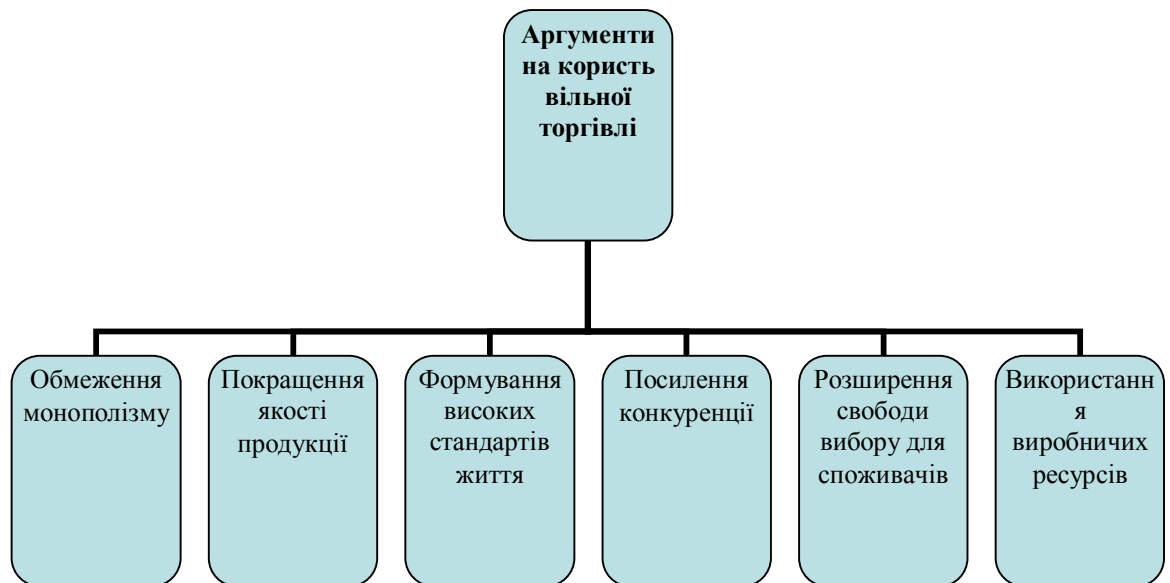 Аргументи
на користь
вільної
торгівлі
Обмеження
монополізму
Покращення
якості
продукції
Формування
високих
стандартів
життя
Посилення
конкуренції
Розширення
свободи
вибору для
споживачів
Використанн
я
виробничих
ресурсів